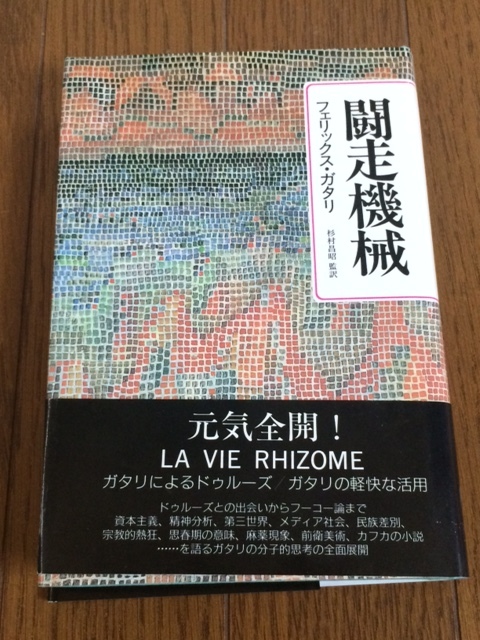 闘走機械
フェリックス・ガタリ
杉村昌昭 監訳
元気全開!
LA VIE RHIZOME
ガタリによるドゥルーズ/ガタリの軽快な活用
ドゥルーズとの出会いからフーコー論まで
資本主義、精神分析、第三世界、メディア社会、民族差別、
宗教的熱狂、思春期の意味、麻薬現象、前衛美術、カフカの小説
……を語るガタリの分子的思考の全面展開